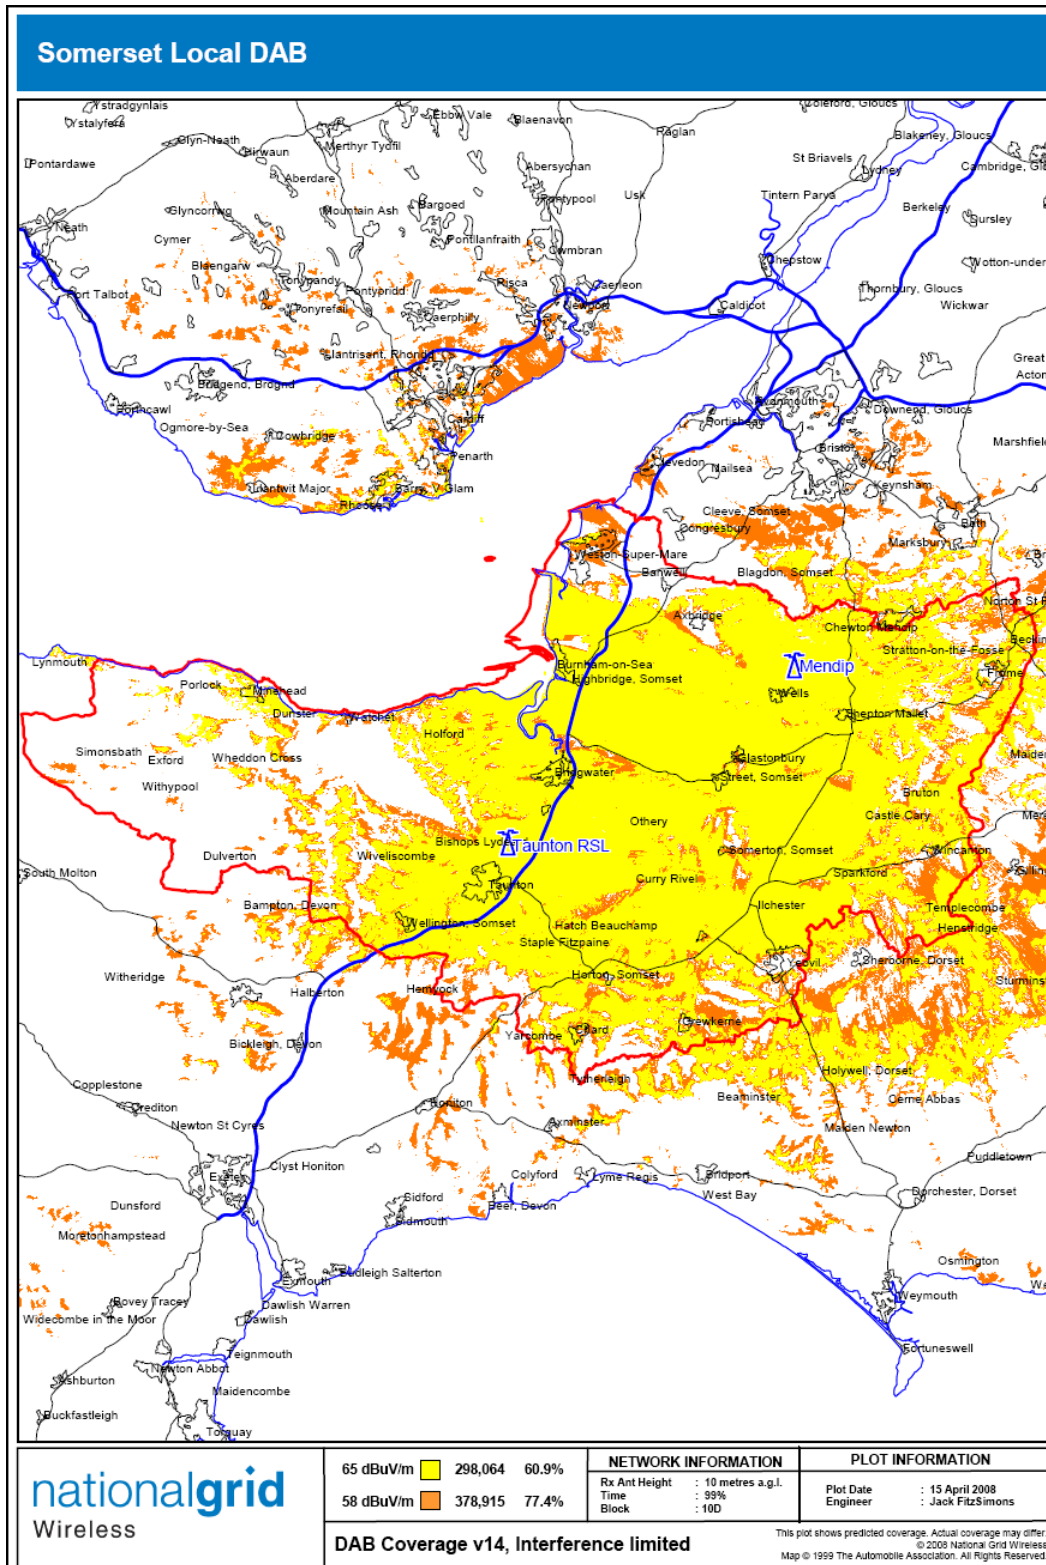 Somerset Local DAB
Ystradgynlais
Ebbw Vale
Blaenavon
Coleford, Gloucs
Ystalyfera
Raglan
Blakeney, Gloucs
Glyn-Neath
Hirwaun
Merthyr Tydfil
Pontardawe
Abersychan
St Briavels
Lydney
Cambridge, Glo
Aberdare
Pontypool
Usk
Tintern Parva
Glyncorrwg
Mountain Ash
Bargoed
Berkeley
Dursley
Neath
Cymer
Pontllanfraith
Cwmbran
Blaengarw
Chepstow
Wotton-under
Port Talbot
Tonypandy
Pontypridd
Risca
Caerleon
Thornbury, Gloucs
Tonyrefail
Caerphilly
Newport
Caldicot
Wickwar
Llantrisant, Rhondd
Great
Bridgend, Brdgnd
Acton
Porthcawl
Avonmouth
Downend, Gloucs
Ogmore-by-Sea
Cowbridge
Cardiff
Portishead
Bristol
Marshfield
Penarth
Clevedon
Nailsea
Llantwit Major
Barry, V Glam
Keynsham
Rhoose
Cleeve, Somset
Congresbury
Bath
Marksbury
Weston-Super-Mare
Banwell
Blagdon, Somset
Br
Norton St P
Axbridge
Chewton Mendip
Beckin
Stratton-on-the-Fosse
Lynmouth
Burnham-on-Sea
Mendip
Frome
Porlock
Minehead
Highbridge, Somset
Wells
Dunster
Watchet
Shepton Mallet
Holford
Simonsbath
Exford
Wheddon Cross
Glastonbury
Maiden
Withypool
Bridgwater
Street, Somset
Bruton
Othery
Castle Cary
Mere
Bishops Lydea
Taunton RSL
Dulverton
Wiveliscombe
Somerton, Somset
Wincanton
South Molton
Taunton
Curry Rivel
Sparkford
Gilling
Bampton, Devon
Ilchester
Templecombe
Wellington, Somset
Hatch Beauchamp
Henstridge
Staple Fitzpaine
Yeovil
Sherborne, Dorset
Witheridge
Horton, Somset
Sturminst
Halberton
Hemyock
Crewkerne
Yarcombe
Chard
Bickleigh, Devon
Holywell, Dorset
Copplestone
Tytherleigh
Beaminster
Cerne Abbas
Crediton
Honiton
Newton St Cyres
Axminster
Maiden Newton
Clyst Honiton
Puddletown
Exeter
Colyford
Lyme Regis
Bridport
Dunsford
Sidford
Beer, Devon
West Bay
Dorchester, Dorset
Sidmouth
Moretonhampstead
Osmington
Exmouth
Budleigh Salterton
We
Bovey Tracey
Dawlish Warren
Weymouth
Widecombe in the Moor
Dawlish
Teignmouth
Fortuneswell
Newton Abbot
Ashburton
Maidencombe
Buckfastleigh
Torquay
nationalgrid
Wireless
65 dBuV/m 298,064 60.9%
58 dBuV/m 378,915 77.4%
DAB Coverage v14, Interference limited
NETWORK INFORMATION
Rx Ant Height : 10 metres a.g.l.
Time : 99%
Block : 10D
PLOT INFORMATION
Plot Date : 15 April 2008
Engineer : Jack FitzSimons
This plot shows predicted coverage. Actual coverage may differ.
© 2008 National Grid Wireless
Map © 1999 The Automobile Association. All Rights Reserved